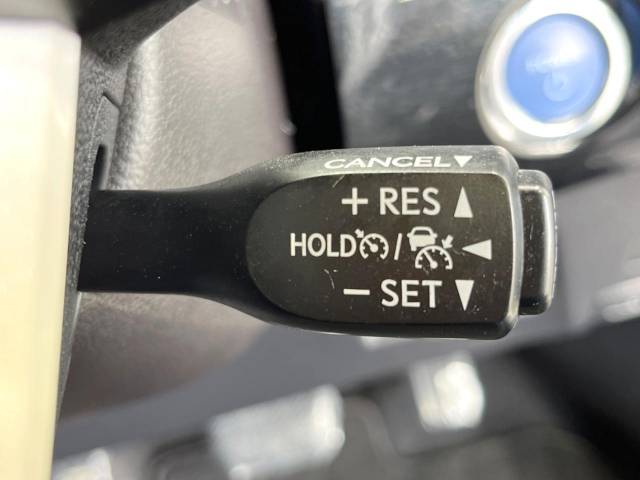 CANCEL▼
+ RES ▲
HOLD / ◀
− SET ▼